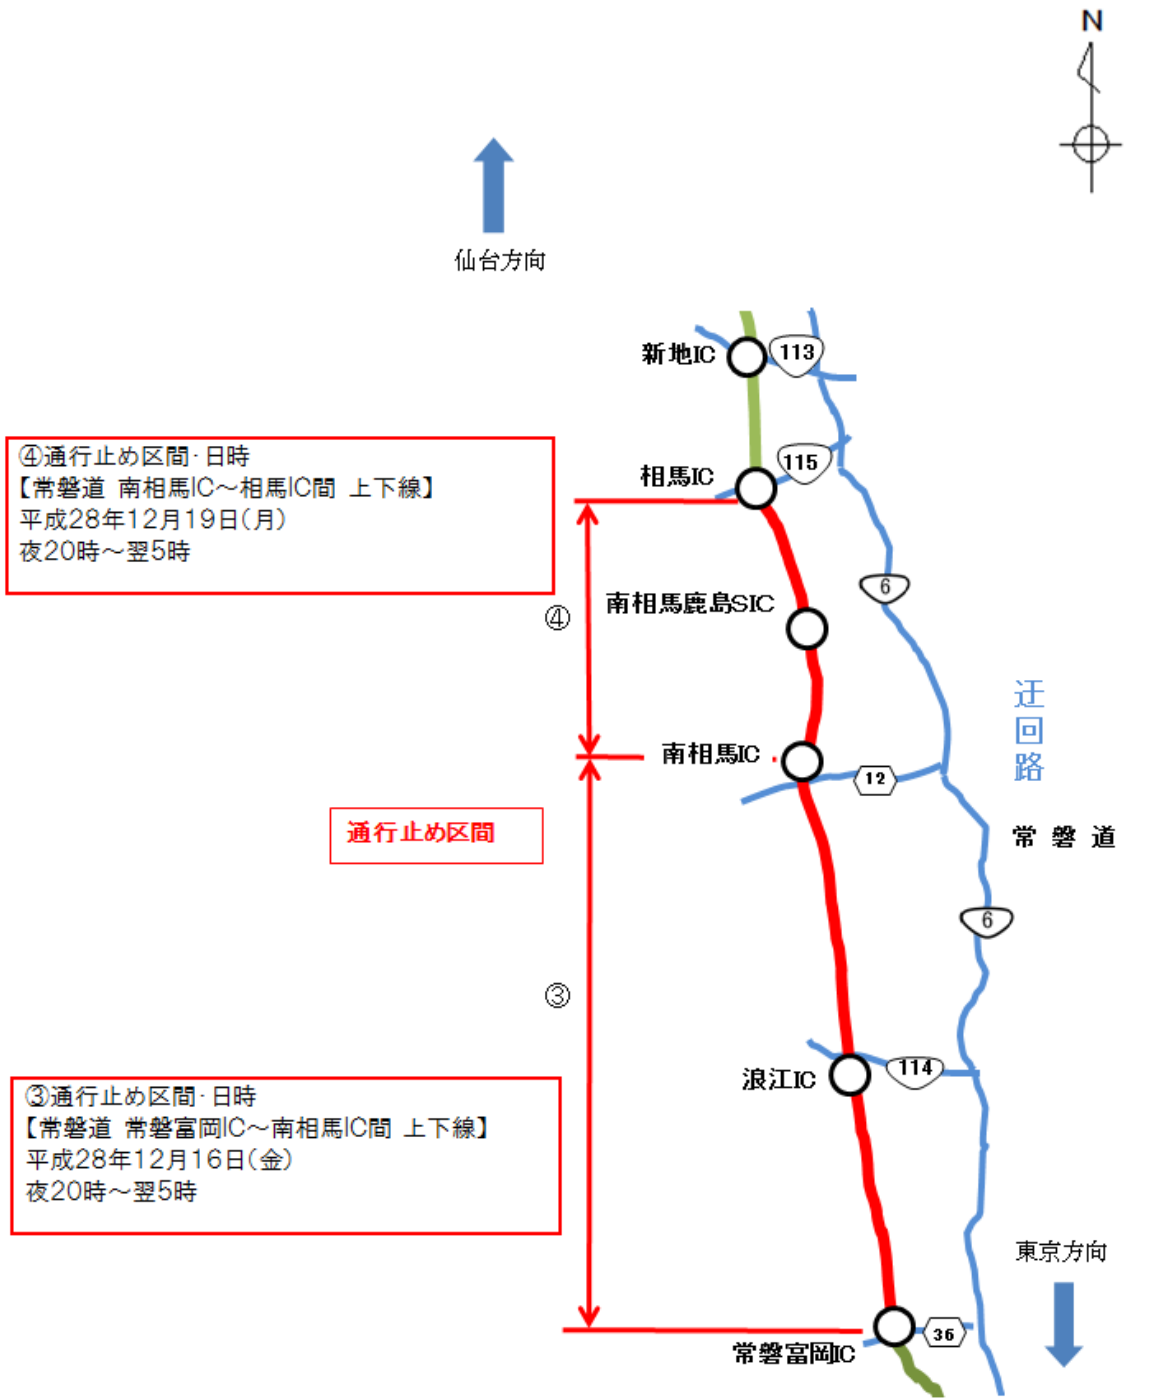 N
仙台方向
新地IC
113
④通行止め区間・日時
【常磐道 南相馬IC～相馬IC間 上下線】
平成28年12月19日(月)
夜20時～翌5時
相馬IC
115
6
④
南相馬鹿島SIC
迂回路
南相馬IC
12
通行止め区間
常磐道
6
③
③通行止め区間・日時
【常磐道 常磐富岡IC～南相馬IC間 上下線】
平成28年12月16日(金)
夜20時～翌5時
浪江IC
114
東京方向
常磐富岡IC
36